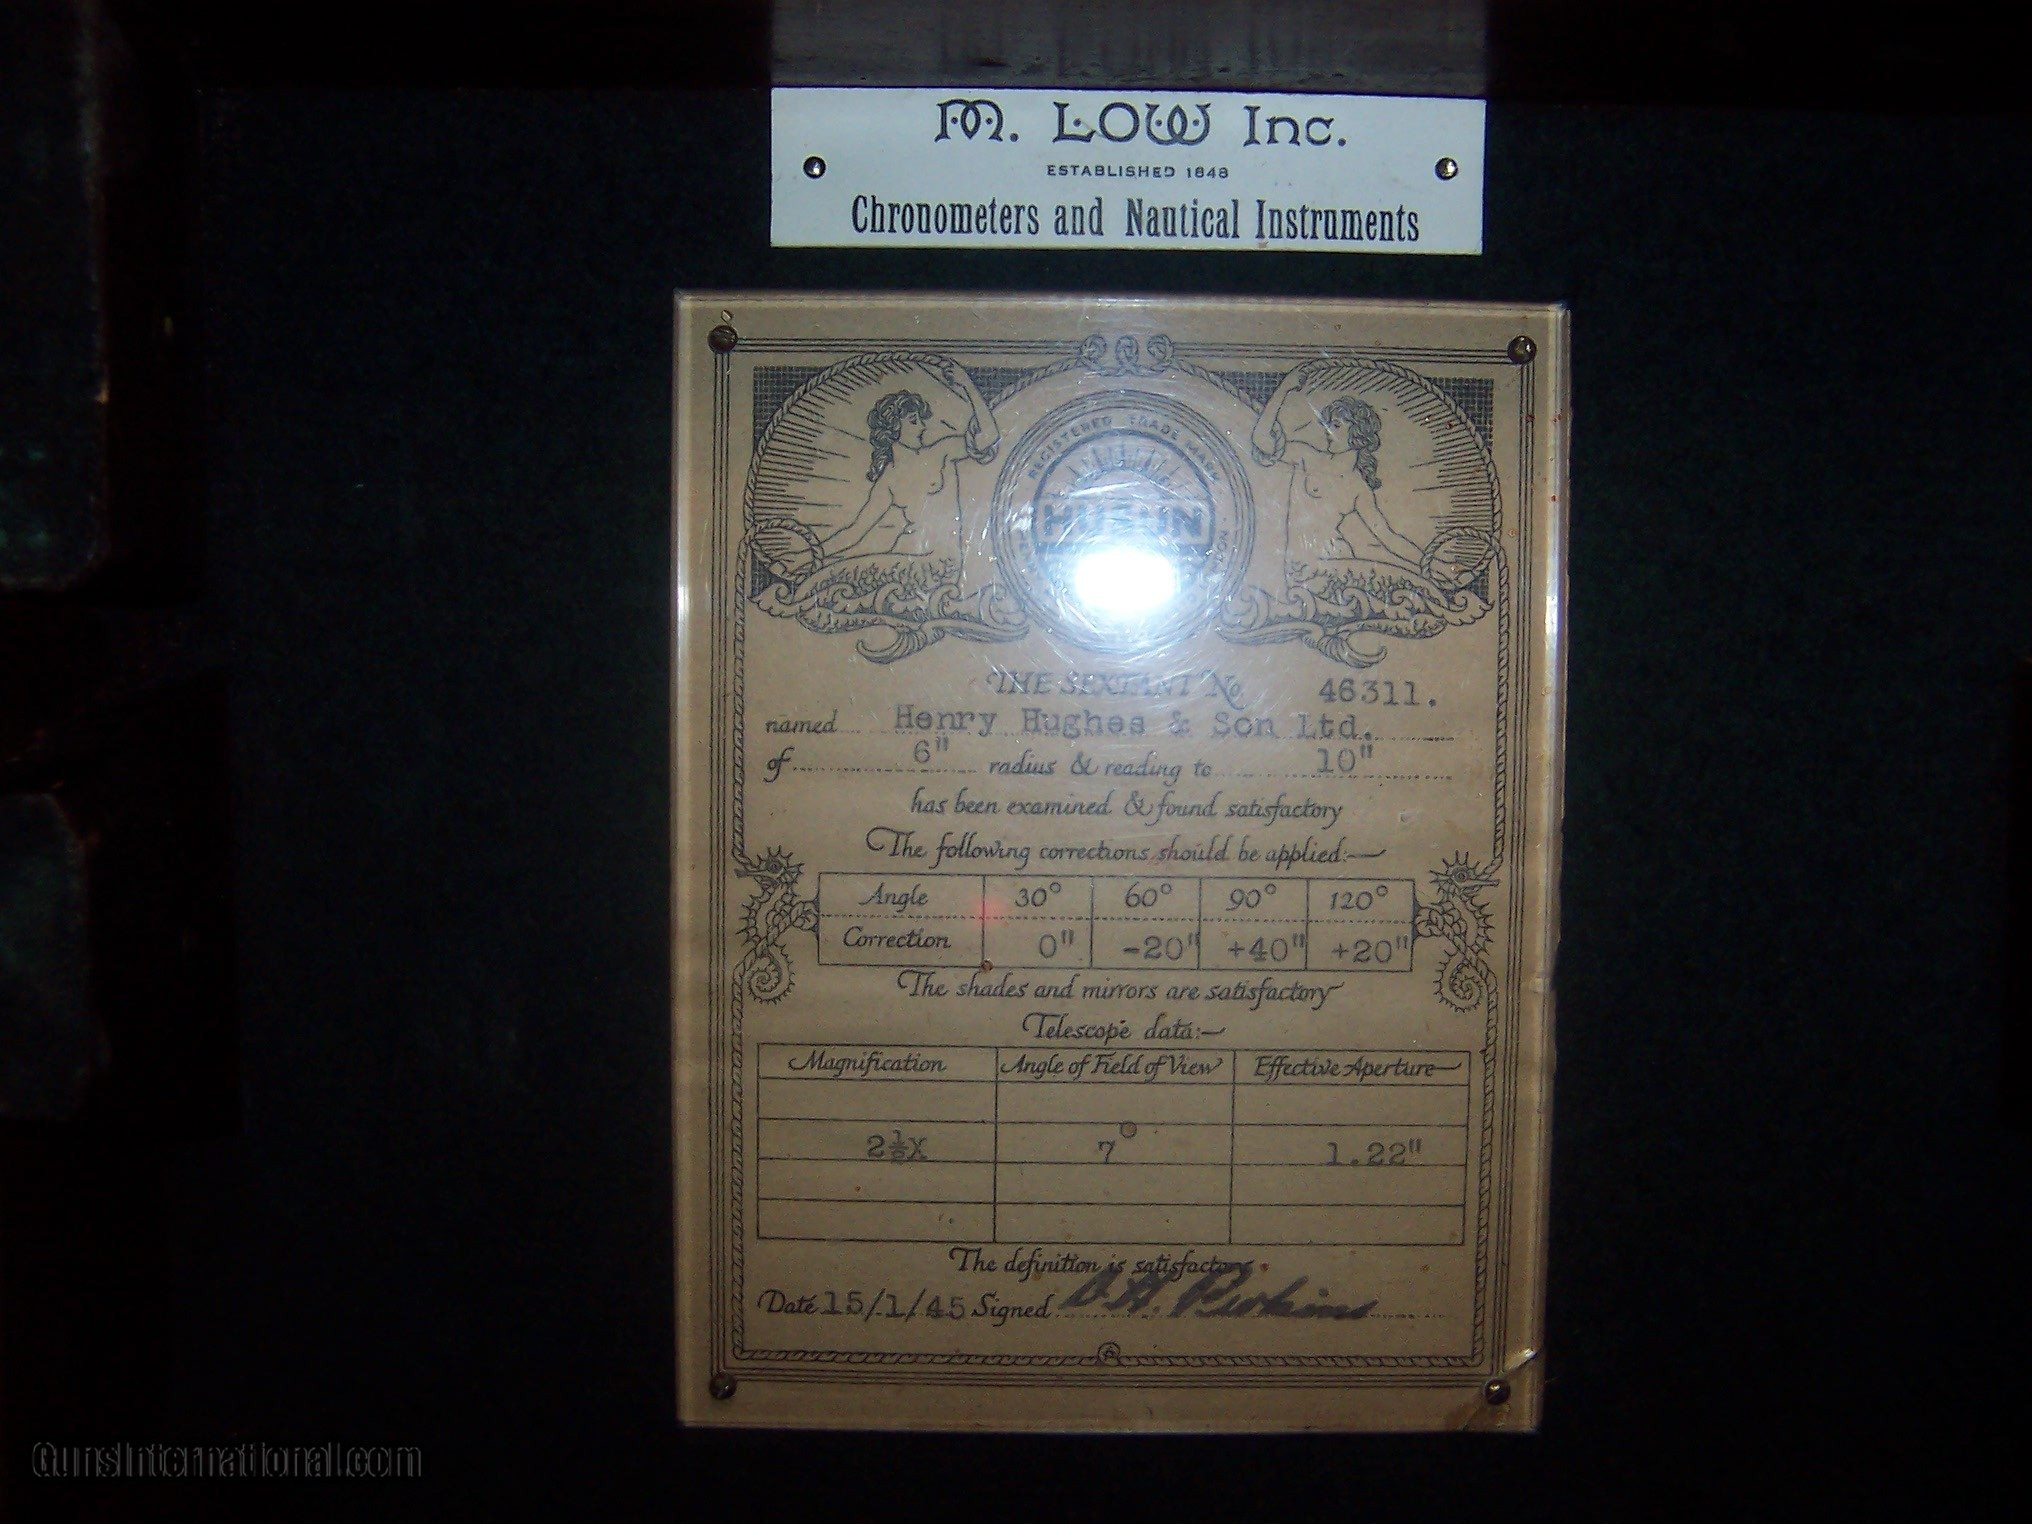 M. LOW Inc.
ESTABLISHED 1848
Chronometers and Nautical Instruments
REGISTERED TRADE MARK
THE SEXTANT No. 46311.
named Henry Hughes & Son Ltd.
of 6" radius & reading to 10"
has been examined & found satisfactory
The following corrections should be applied:—
Angle 30° 60° 90° 120°
Correction 0" -20" +40" +20"
The shades and mirrors are satisfactory
Telescope data:—
Magnification Angle of Field of View Effective Aperture
2½X 7° 1.22"
The definition is satisfactory
Date 15/1/45 Signed Perkins
GunsInternational.com